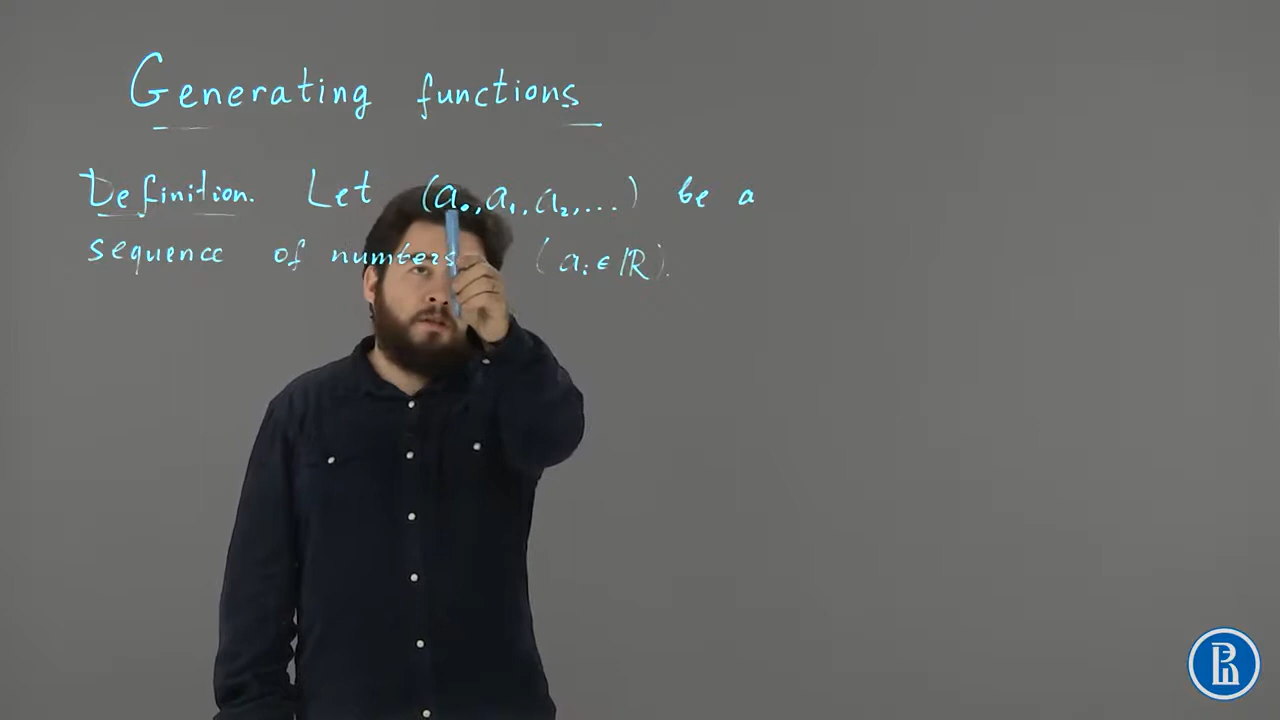 Generating functions
Definition. Let (a₀, a₁, a₂, ...) be a
sequence of numbers (aᵢ ∈ ℝ).